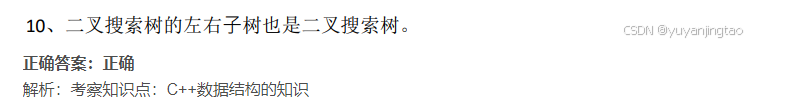 10、二叉搜索树的左右子树也是二叉搜索树。
CSDN @yuyanjingtao
正确答案：正确
解析：考察知识点：C++数据结构的知识